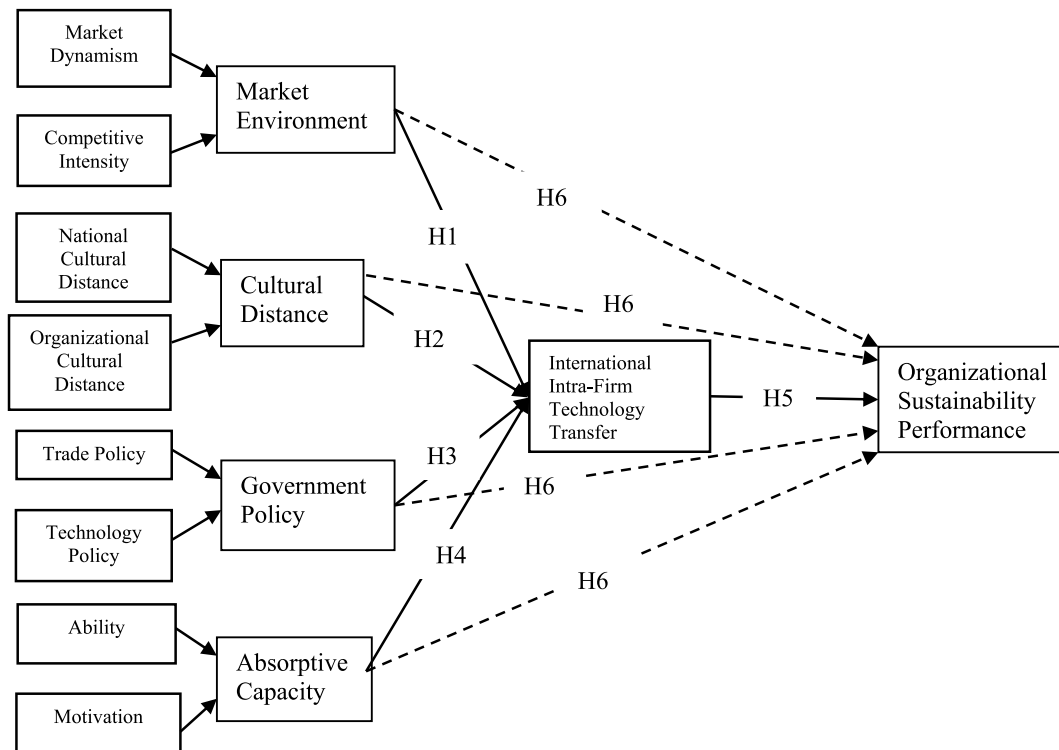 Market
Dynamism
Market
Environment
Competitive
Intensity
H6
H1
National
Cultural
Distance
Cultural
Distance
H6
Organizational
Cultural
Distance
H2
International
Intra-Firm
Technology
Transfer
H5
Organizational
Sustainability
Performance
Trade Policy
H3
Government
Policy
H6
Technology
Policy
H4
H6
Ability
Absorptive
Capacity
Motivation